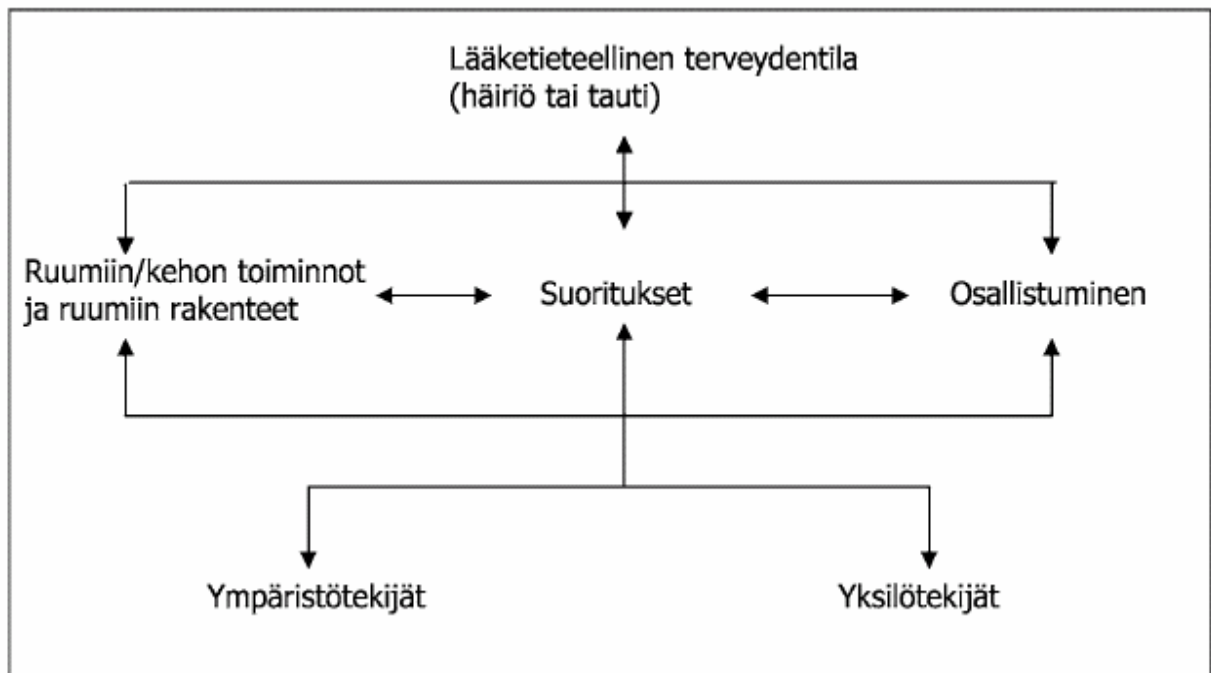 Lääketieteellinen terveydentila
(häiriö tai tauti)
Ruumiin/kehon toiminnot
ja ruumiin rakenteet
Suoritukset
Osallistuminen
Ympäristötekijät
Yksilötekijät